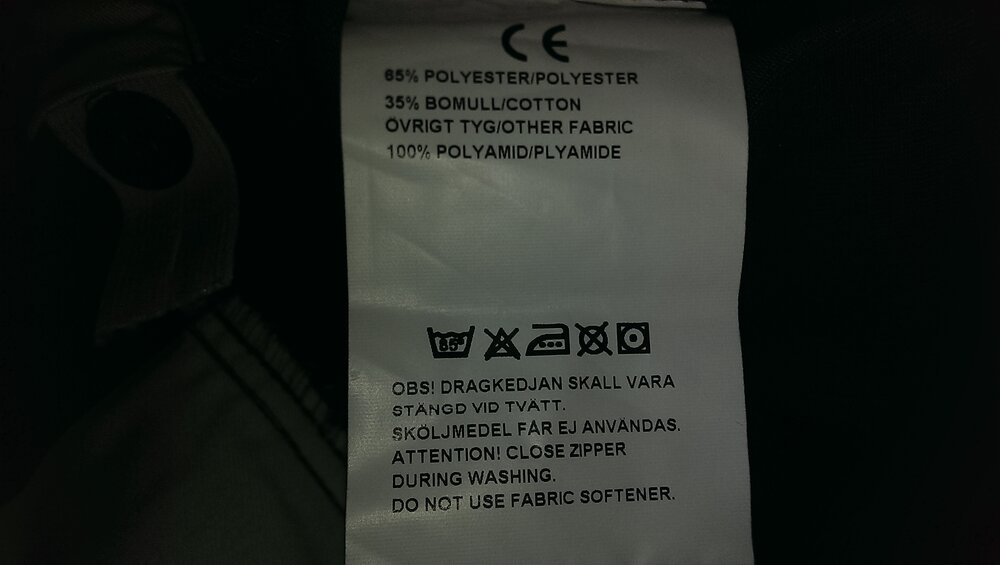 CE
65% POLYESTER/POLYESTER
35% BOMULL/COTTON
ÖVRIGT TYG/OTHER FABRIC
100% POLYAMID/PLYAMIDE
85°
OBS! DRAGKEDJAN SKALL VARA
STÄNGD VID TVÄTT.
SKÖLJMEDEL FÅR EJ ANVÄNDAS.
ATTENTION! CLOSE ZIPPER
DURING WASHING.
DO NOT USE FABRIC SOFTENER.